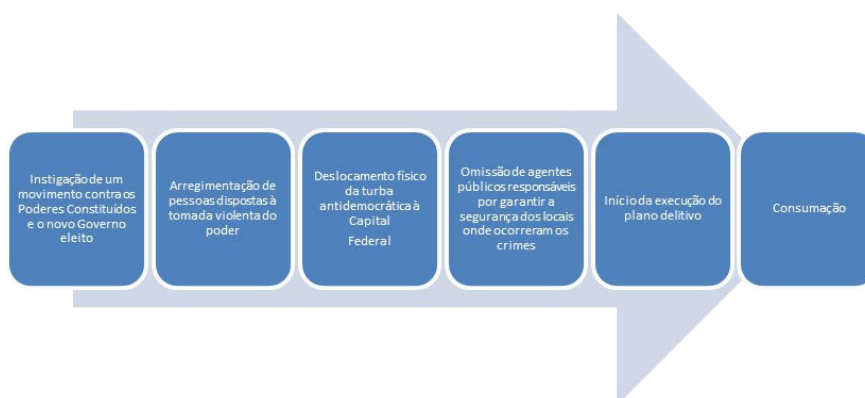 Instigação de um
movimento contra os
Poderes Constituídos
e o novo Governo
eleito
Arregimentação de
pessoas dispostas à
tomada violenta do
poder
Deslocamento físico
da turba
antidemocrática à
Capital
Federal
Omissão de agentes
públicos responsáveis
por garantir a
segurança dos locais
onde ocorreram os
crimes
Início da execução do
plano delitivo
Consumação